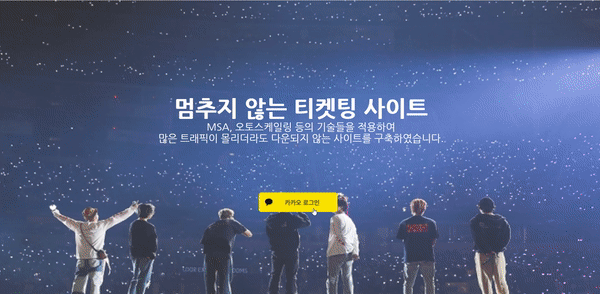 멈추지 않는 티켓팅 사이트
MSA, 오토스케일링 등의 기술들을 적용하여
많은 트래픽이 몰리더라도 다운되지 않는 사이트를 구축하였습니다..
카카오 로그인